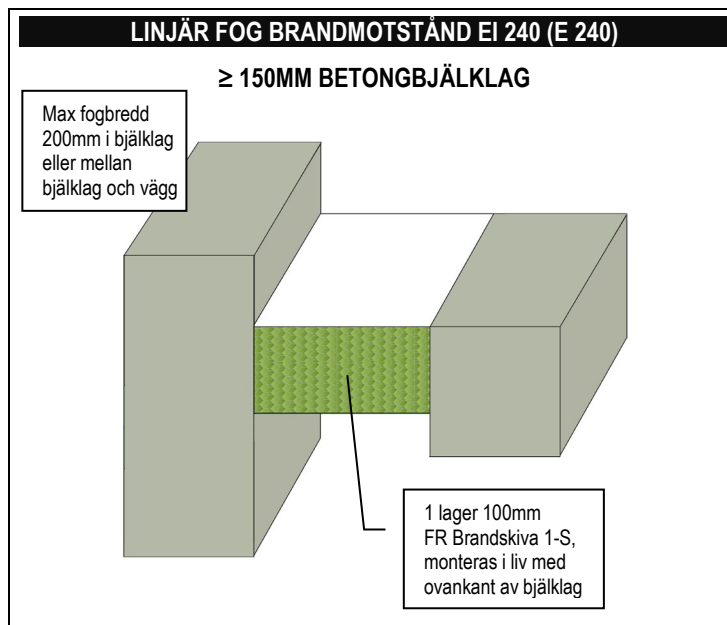 LINJÄR FOG BRANDMOTSTÅND EI 240 (E 240)
≥ 150MM BETONGBJÄLKLAG
Max fogbredd
200mm i bjälklag
eller mellan
bjälklag och vägg
1 lager 100mm
FR Brandskiva 1-S,
monteras i liv med
ovankant av bjälklag